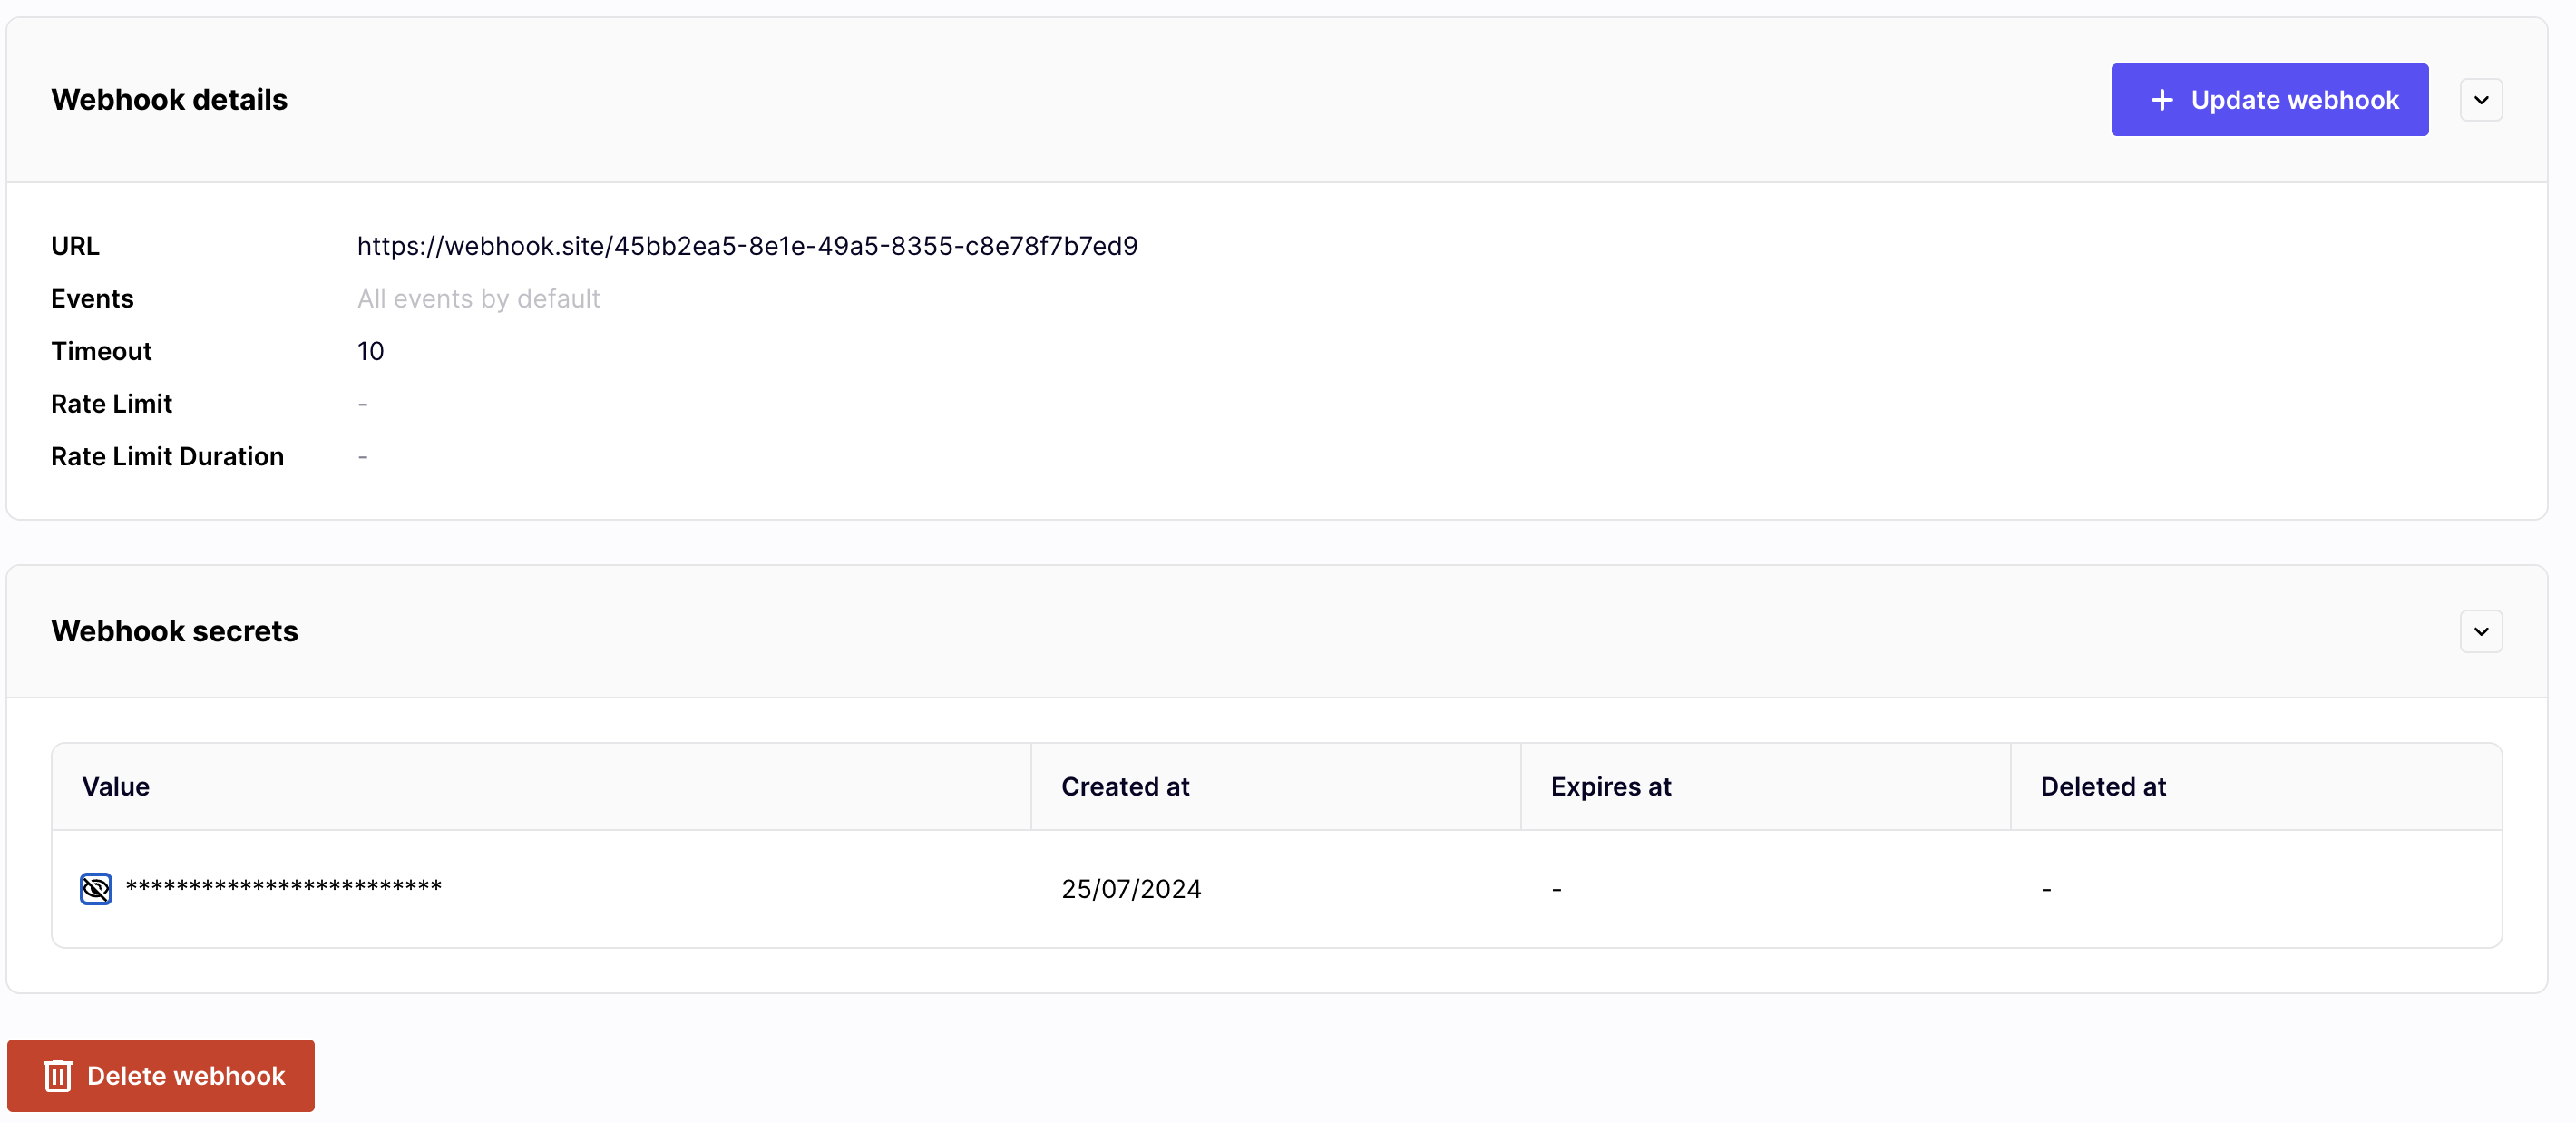 Webhook details
+ Update webhook
URL https://webhook.site/45bb2ea5-8e1e-49a5-8355-c8e78f7b7ed9
Events All events by default
Timeout 10
Rate Limit -
Rate Limit Duration -
Webhook secrets
Value Created at Expires at Deleted at
************************* 25/07/2024 - -
Delete webhook